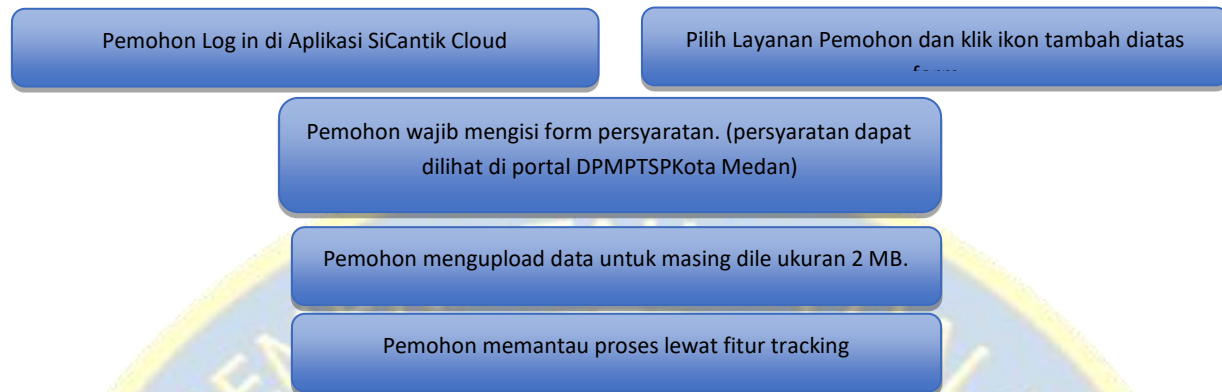 Pemohon Log in di Aplikasi SiCantik Cloud
Pilih Layanan Pemohon dan klik ikon tambah diatas
Pemohon wajib mengisi form persyaratan. (persyaratan dapat
dilihat di portal DPMPTSPKota Medan)
Pemohon mengupload data untuk masing dile ukuran 2 MB.
Pemohon memantau proses lewat fitur tracking